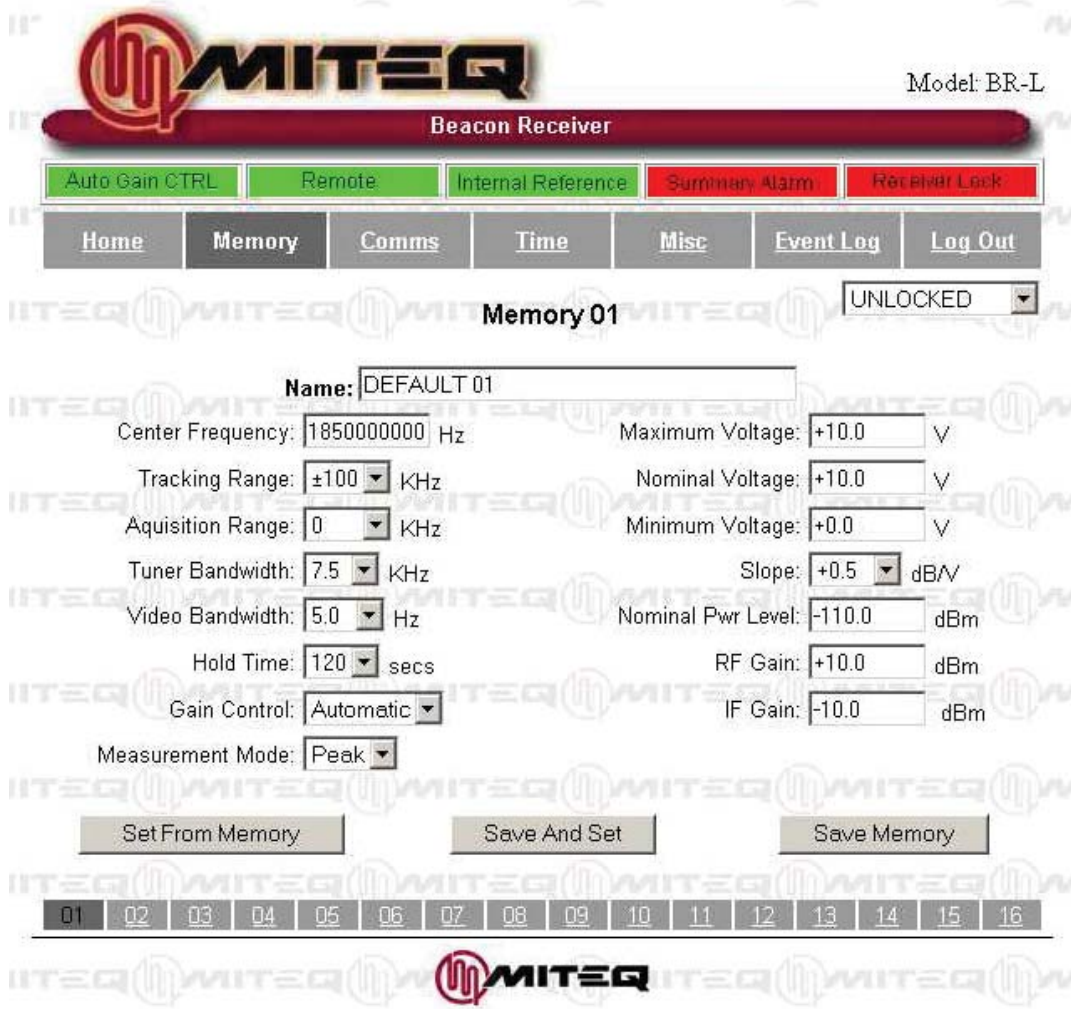 MITEQ
Model: BR-L
Beacon Receiver
Auto Gain CTRL Remote Internal Reference Summary Alarm Receiver Lock
Home Memory Comms Time Misc Event Log Log Out
UNLOCKED
Memory 01
Name: DEFAULT 01
Center Frequency: 1850000000 Hz Maximum Voltage: +10.0 V
Tracking Range: ±100 KHz Nominal Voltage: +10.0 V
Aquisition Range: 0 KHz Minimum Voltage: +0.0 V
Tuner Bandwidth: 7.5 KHz Slope: +0.5 dB/V
Video Bandwidth: 5.0 Hz Nominal Pwr Level: -110.0 dBm
Hold Time: 120 secs RF Gain: +10.0 dBm
Gain Control: Automatic IF Gain: -10.0 dBm
Measurement Mode: Peak
Set From Memory Save And Set Save Memory
01 02 03 04 05 06 07 08 09 10 11 12 13 14 15 16
MITEQ